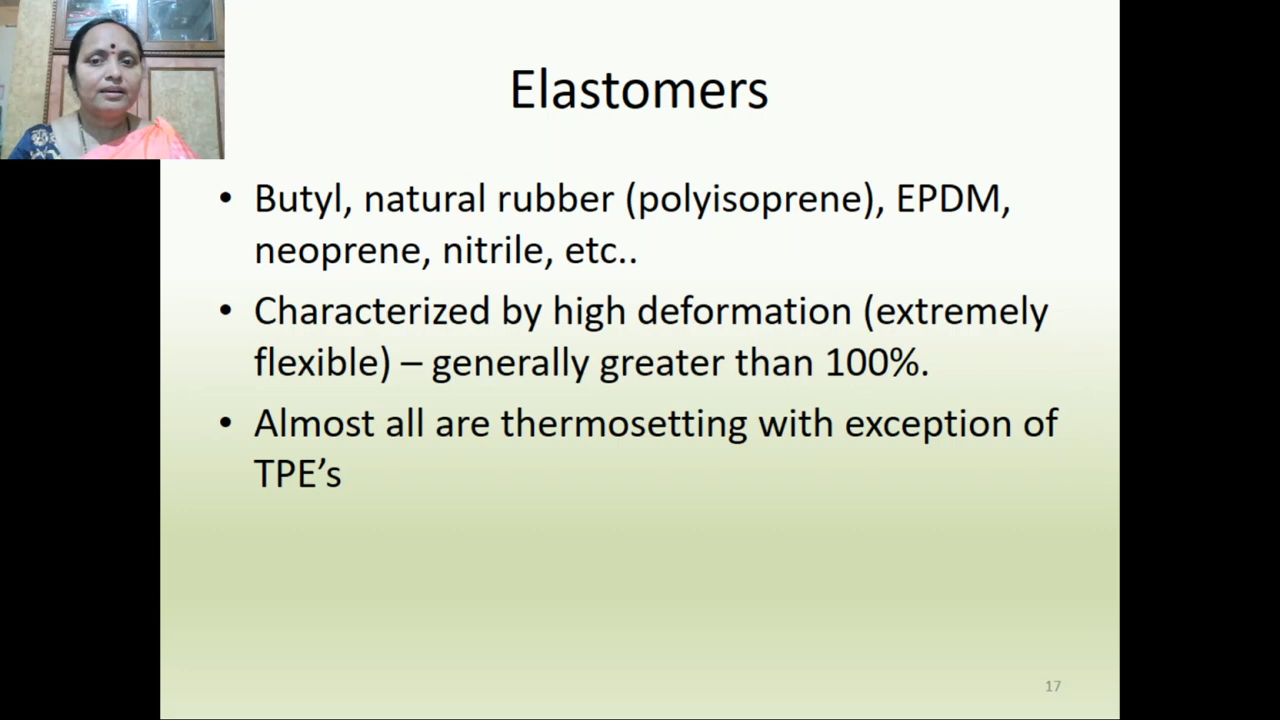 Elastomers
• Butyl, natural rubber (polyisoprene), EPDM,
neoprene, nitrile, etc..
• Characterized by high deformation (extremely
flexible) – generally greater than 100%.
• Almost all are thermosetting with exception of
TPE’s
17